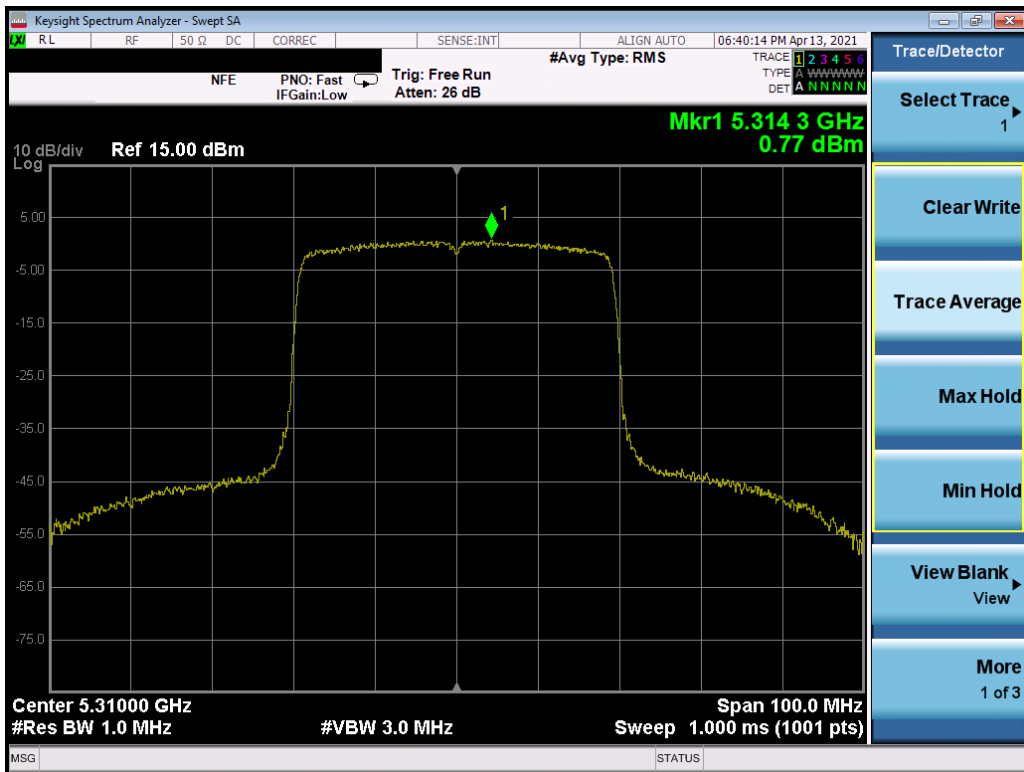 Keysight Spectrum Analyzer - Swept SA
LXI RL RF 50 Ω DC CORREC SENSE:INT ALIGN AUTO 06:40:14 PM Apr 13, 2021
NFE PNO: Fast IFGain:Low Trig: Free Run Atten: 26 dB #Avg Type: RMS
TRACE 1 2 3 4 5 6
TYPE A WWWWW
DET A N N N N N
Mkr1 5.314 3 GHz
0.77 dBm
10 dB/div Ref 15.00 dBm
Log
1
5.00
-5.00
-15.0
-25.0
-35.0
-45.0
-55.0
-65.0
-75.0
Center 5.31000 GHz Span 100.0 MHz
#Res BW 1.0 MHz #VBW 3.0 MHz Sweep 1.000 ms (1001 pts)
MSG STATUS
Trace/Detector
Select Trace
1
Clear Write
Trace Average
Max Hold
Min Hold
View Blank
View
More
1 of 3